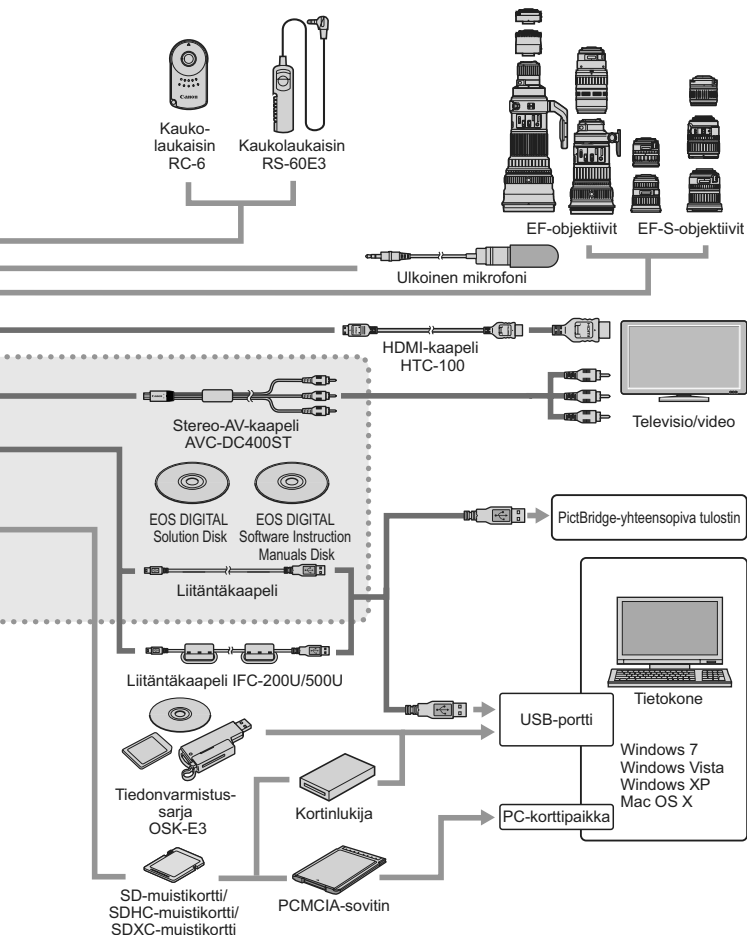 Canon
Kauko-
laukaisin
RC-6
Kaukolaukaisin
RS-60E3
EF-objektiivit
EF-S-objektiivit
Ulkoinen mikrofoni
HDMI-kaapeli
HTC-100
Stereo-AV-kaapeli
AVC-DC400ST
Televisio/video
EOS DIGITAL
Solution Disk
EOS DIGITAL
Software Instruction
Manuals Disk
PictBridge-yhteensopiva tulostin
Liitäntäkaapeli
Liitäntäkaapeli IFC-200U/500U
Tietokone
USB-portti
Windows 7
Windows Vista
Windows XP
Mac OS X
Tiedonvarmistus-
sarja
OSK-E3
Kortinlukija
PC-korttipaikka
SD-muistikortti/
SDHC-muistikortti/
SDXC-muistikortti
PCMCIA-sovitin